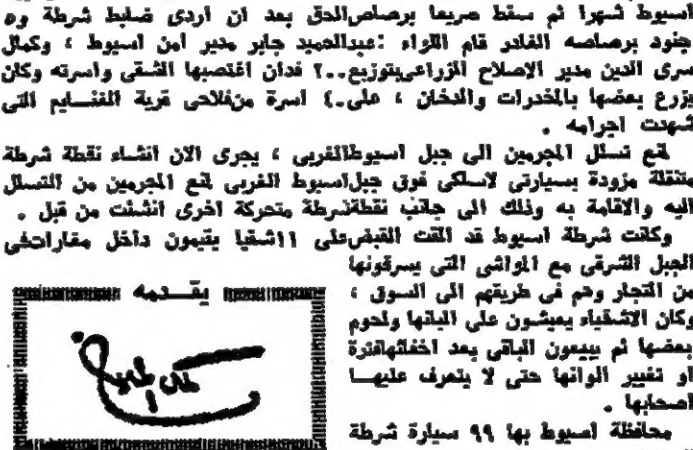 اسيوط شهرا ثم سقط صريعا برصاص الحق بعد ان اردى ضابط شرطة و٥
جنود برصاصه الغادر قام اللواء : عبدالحميد جابر مدير امن اسيوط ، وكمال
سرى الدين مدير الاصلاح الزراعى بتوزيع ..٢ فدان اغتصبها الشقى واسرته وكان
يزرع بعضها بالمخدرات والدخان ، على .٤ اسرة من فلاحى قرية الغنسايم التى
شهدت اجرامه .
لمنع تسلل المجرمين الى جبل اسيوط الغربى ، يجرى الان انشاء نقطة شرطة
متنقلة مزودة بسيارتى لاسلكى فوق جبل اسيوط الغربى لمنع المجرمين من التسلل
اليه والاقامة به وذلك الى جانب نقطة شرطة متحركة اخرى انشئت من قبل .
وكانت شرطة اسيوط قد القت القبض على ١١ شقيا يقيمون داخل مغارات فى
الجبل الشرقى مع المواشى التى يسرقونها
من التجار وهم فى طريقهم الى السوق ،
وكان الاشقياء يعيشون على البانها ولحوم
بعضها ثم يبيعون الباقى بعد اخفائها فترة
او تغيير الوانها حتى لا يتعرف عليهــا
اصحابها .
محافظة اسيوط بها ٩٩ سيارة شرطة
يقــدمه